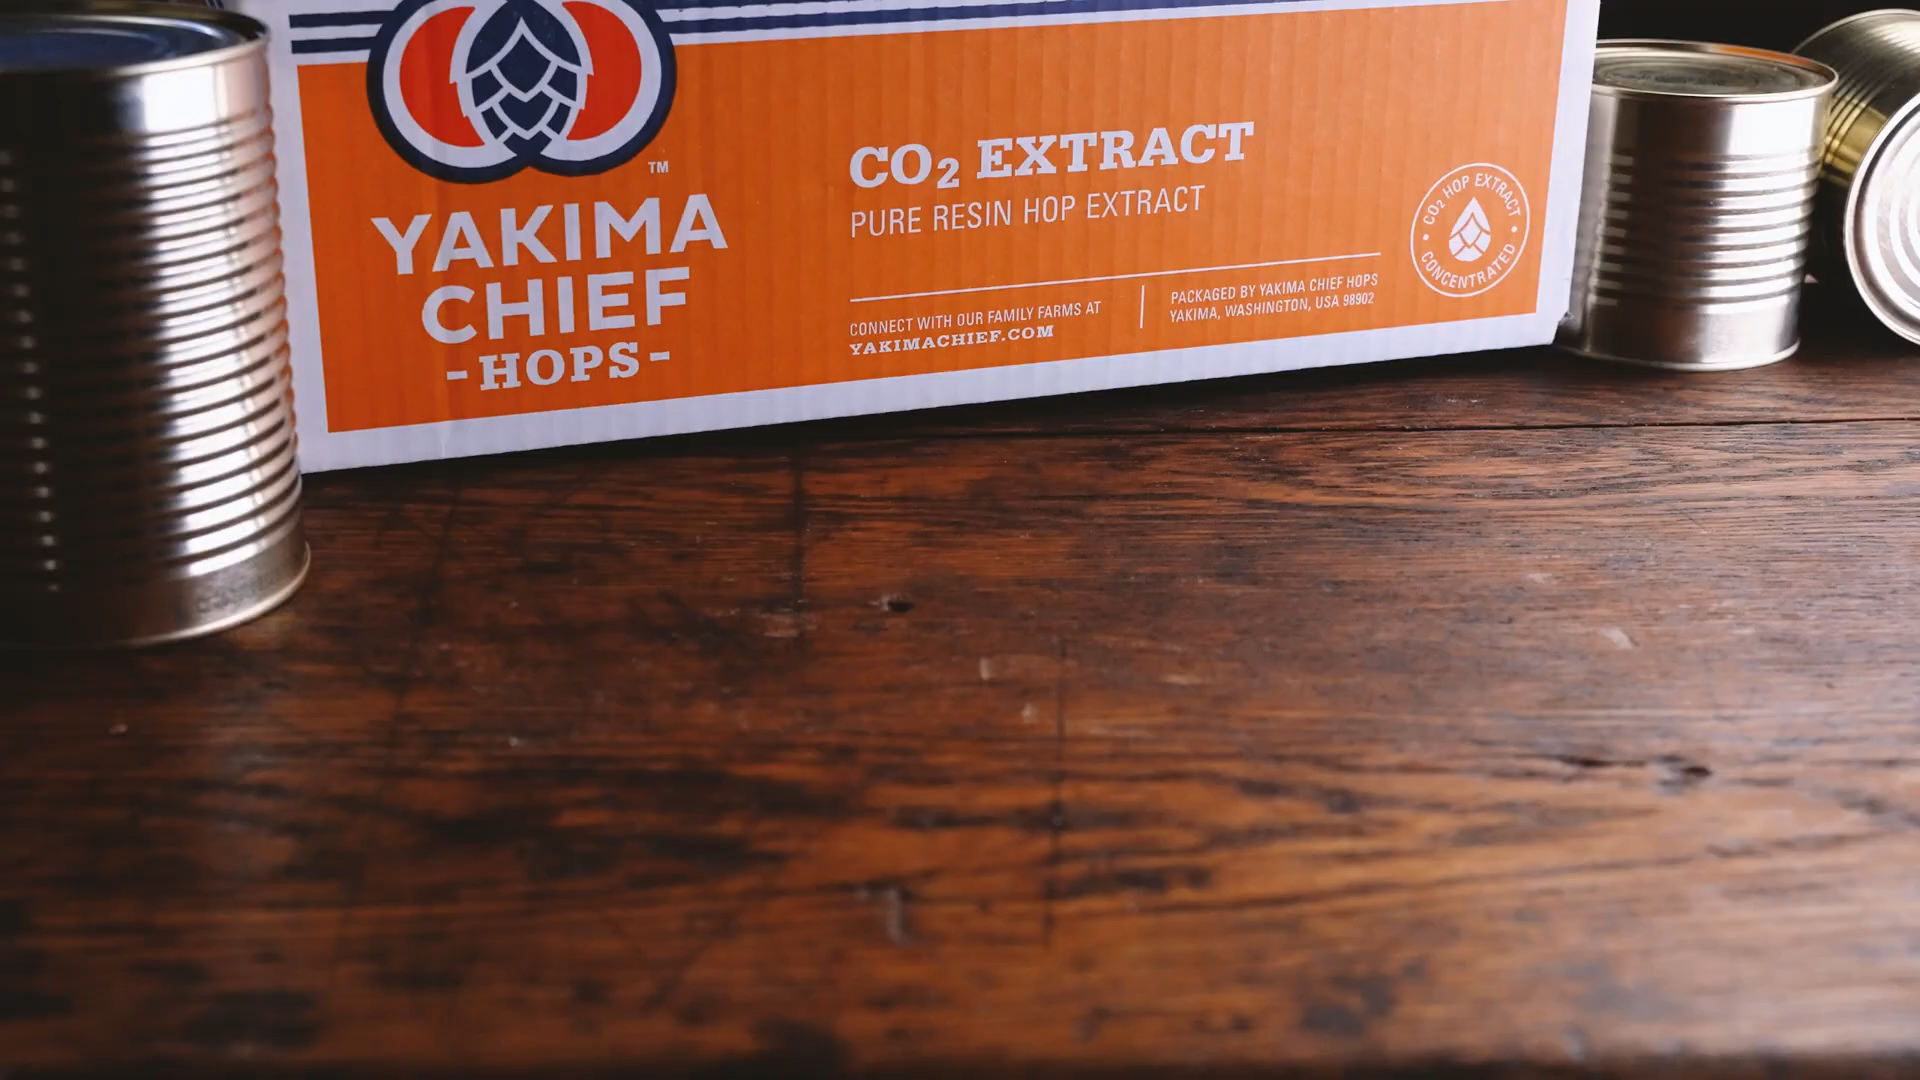 ™
YAKIMA
CHIEF
-HOPS-
CO₂ EXTRACT
PURE RESIN HOP EXTRACT
CONNECT WITH OUR FAMILY FARMS AT
YAKIMACHIEF.COM
PACKAGED BY YAKIMA CHIEF HOPS
YAKIMA, WASHINGTON, USA 98902
CO₂ HOP EXTRACT
• CONCENTRATED •